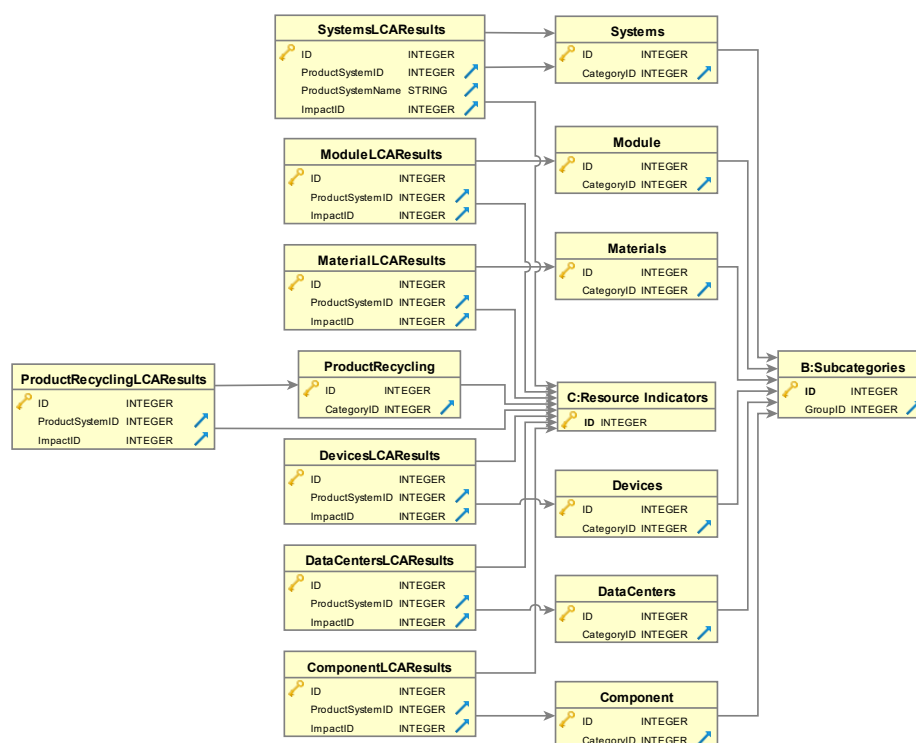 SystemsLCAResults
ID INTEGER
ProductSystemID INTEGER
ProductSystemName STRING
ImpactID INTEGER
Systems
ID INTEGER
CategoryID INTEGER
ModuleLCAResults
ID INTEGER
ProductSystemID INTEGER
ImpactID INTEGER
Module
ID INTEGER
CategoryID INTEGER
MaterialLCAResults
ID INTEGER
ProductSystemID INTEGER
ImpactID INTEGER
Materials
ID INTEGER
CategoryID INTEGER
ProductRecyclingLCAResults
ID INTEGER
ProductSystemID INTEGER
ImpactID INTEGER
ProductRecycling
ID INTEGER
CategoryID INTEGER
C:Resource Indicators
ID INTEGER
B:Subcategories
ID INTEGER
GroupID INTEGER
DevicesLCAResults
ID INTEGER
ProductSystemID INTEGER
ImpactID INTEGER
Devices
ID INTEGER
CategoryID INTEGER
DataCentersLCAResults
ID INTEGER
ProductSystemID INTEGER
ImpactID INTEGER
DataCenters
ID INTEGER
CategoryID INTEGER
ComponentLCAResults
ID INTEGER
ProductSystemID INTEGER
ImpactID INTEGER
Component
ID INTEGER
CategoryID INTEGER